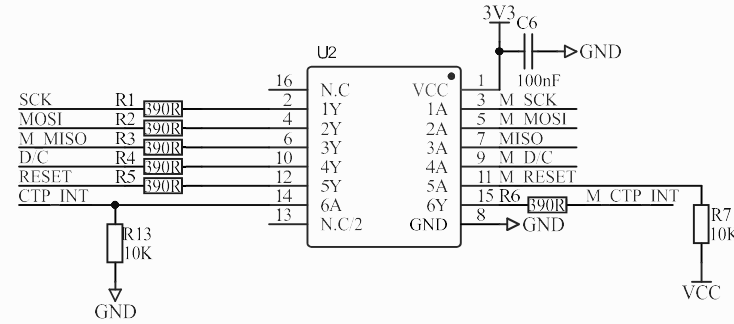 3V3
C6
GND
100nF
U2
16 N.C VCC 1
SCK R1 390R 2 1Y 1A 3 M_SCK
MOSI R2 390R 4 2Y 2A 5 M_MOSI
M_MISO R3 390R 6 3Y 3A 7 MISO
D/C R4 390R 10 4Y 4A 9 M_D/C
RESET R5 390R 12 5Y 5A 11 M_RESET
CTP_INT 14 6A 6Y 15 R6 390R M_CTP_INT
13 N.C/2 GND 8 GND
R13
10K
GND
R7
10K
VCC